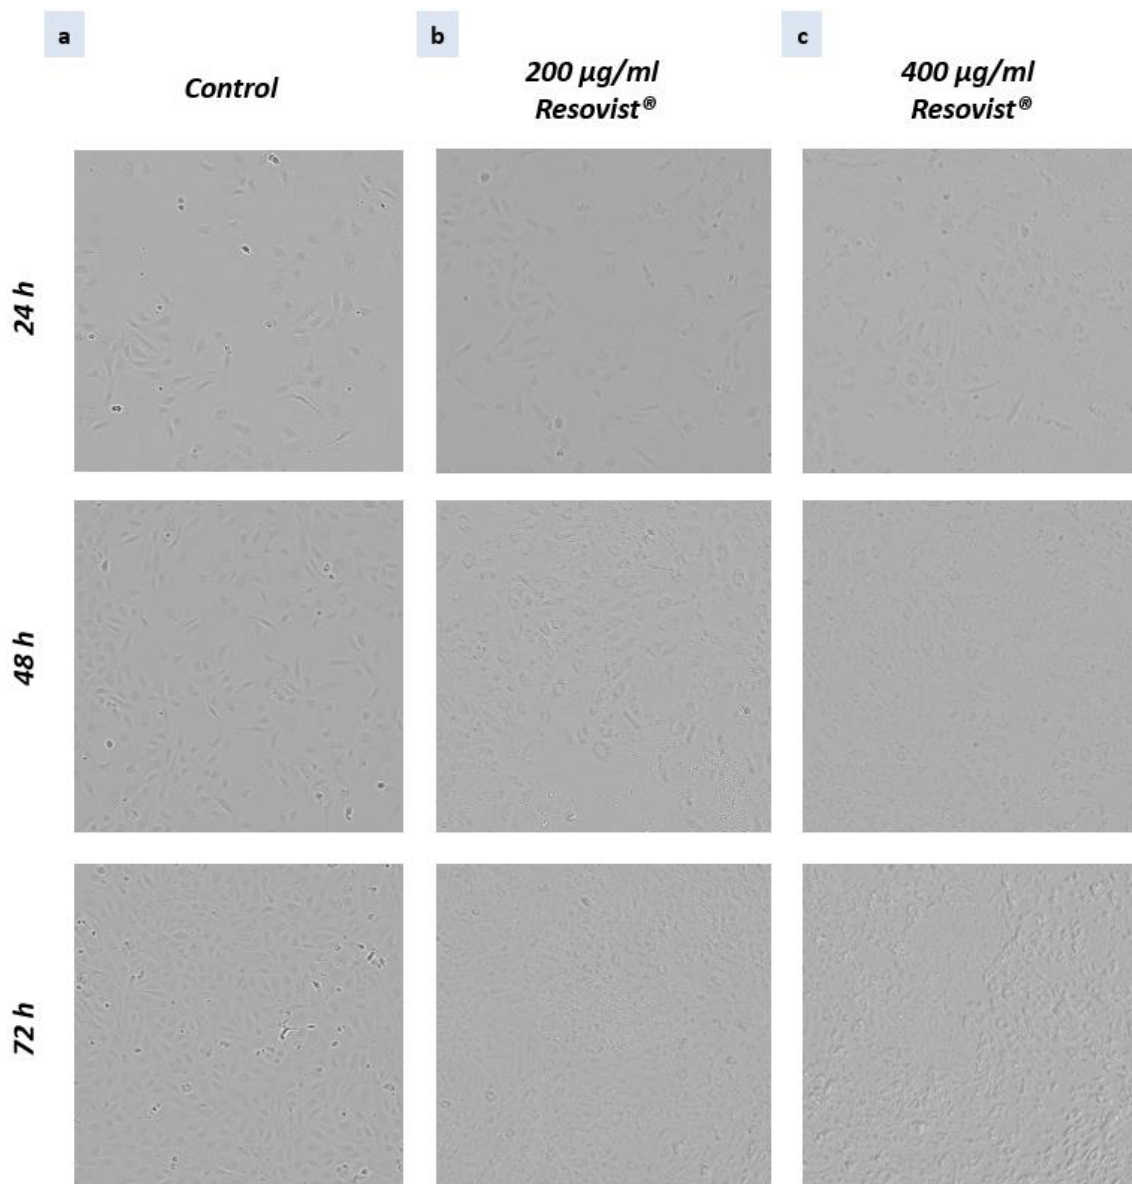 a
b
c
Control
200 µg/ml
Resovist®
400 µg/ml
Resovist®
24 h
48 h
72 h